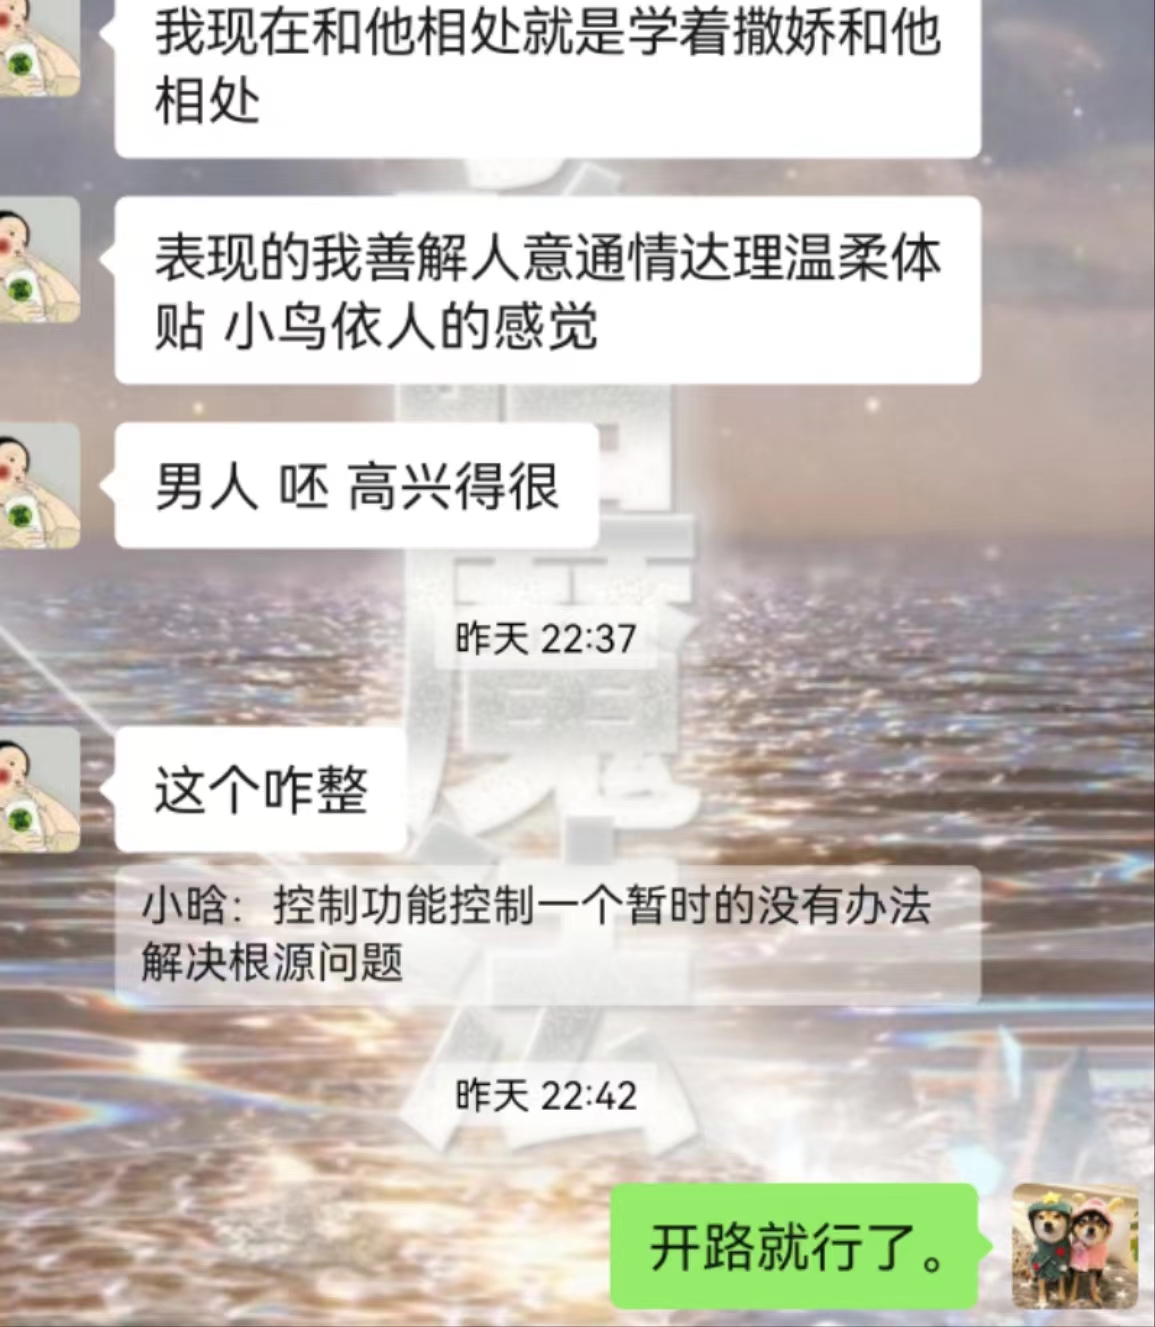 我现在和他相处就是学着撒娇和他
相处
表现的我善解人意通情达理温柔体
贴 小鸟依人的感觉
男人 呸 高兴得很
昨天 22:37
这个咋整
小晗：控制功能控制一个暂时的没有办法
解决根源问题
昨天 22:42
开路就行了。